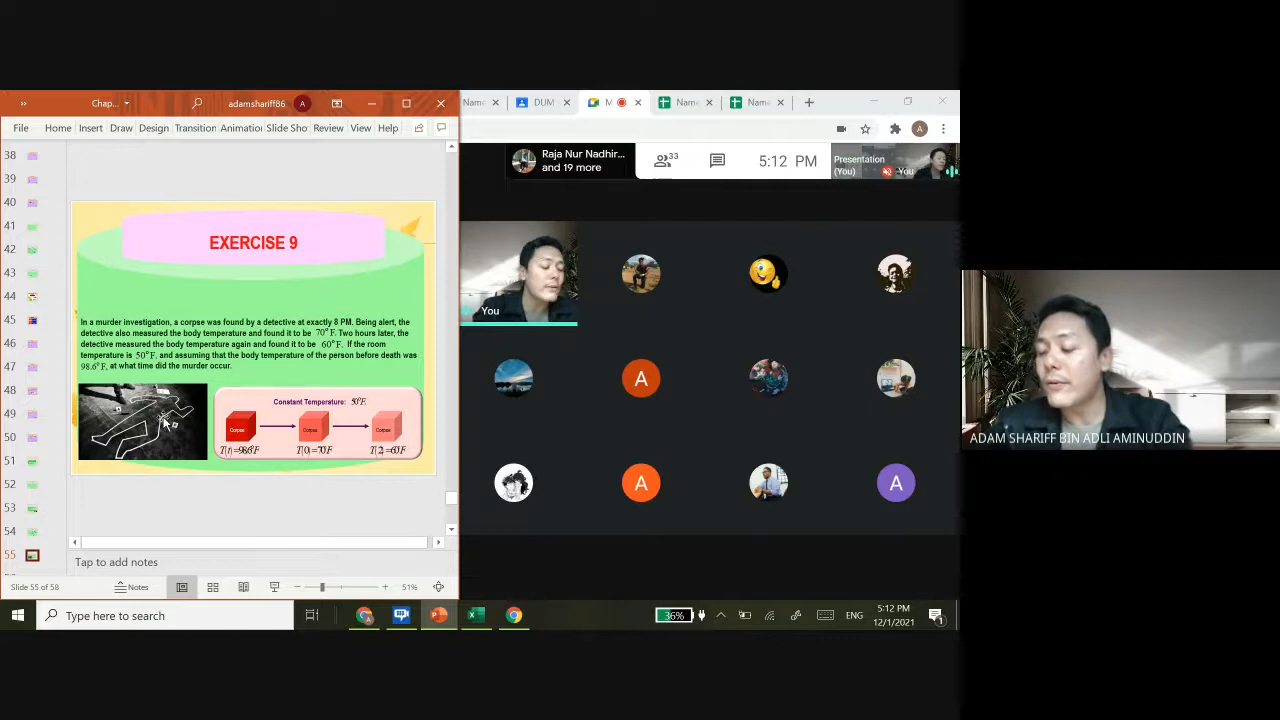 Chap...
adamshariff86
A
File
Home
Insert
Draw
Design
Transition
Animation
Slide Sho
Review
View
Help
38
39
40
41
42
43
44
45
46
47
48
49
50
51
52
53
54
55
EXERCISE 9
In a murder investigation, a corpse was found by a detective at exactly 8 PM. Being alert, the
detective also measured the body temperature and found it to be 70°F. Two hours later, the
detective measured the body temperature again and found it to be 60°F. If the room
temperature is 50°F, and assuming that the body temperature of the person before death was
98.6°F, at what time did the murder occur.
Constant Temperature: 50°F.
Corpse
Corpse
Corpse
T(t)=98.6°F
T(0)=70°F
T(2)=60°F
Tap to add notes
Slide 55 of 58
Notes
51%
Name
DUM
M
Name
Name
A
Raja Nur Nadhir...
and 19 more
33
5:12 PM
Presentation
(You)
You
You
A
A
A
ADAM SHARIFF BIN ADLI AMINUDDIN
Type here to search
36%
ENG
5:12 PM
12/1/2021
1